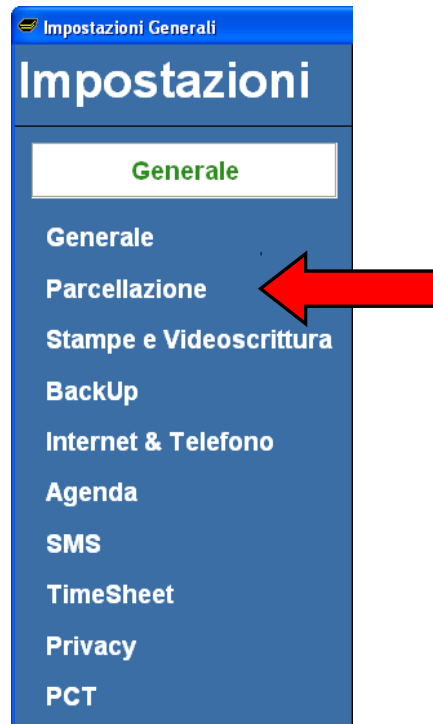 Impostazioni Generali
Impostazioni
Generale
Generale
Parcellazione
Stampe e Videoscrittura
BackUp
Internet & Telefono
Agenda
SMS
TimeSheet
Privacy
PCT